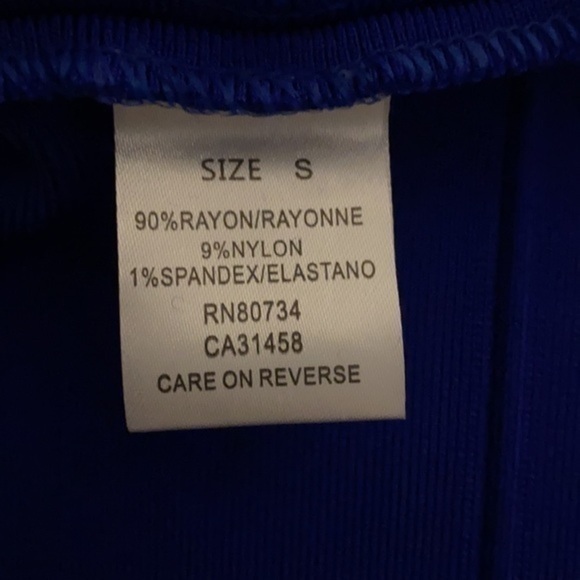 SIZE S
90%RAYON/RAYONNE
9%NYLON
1%SPANDEX/ELASTANO
RN80734
CA31458
CARE ON REVERSE